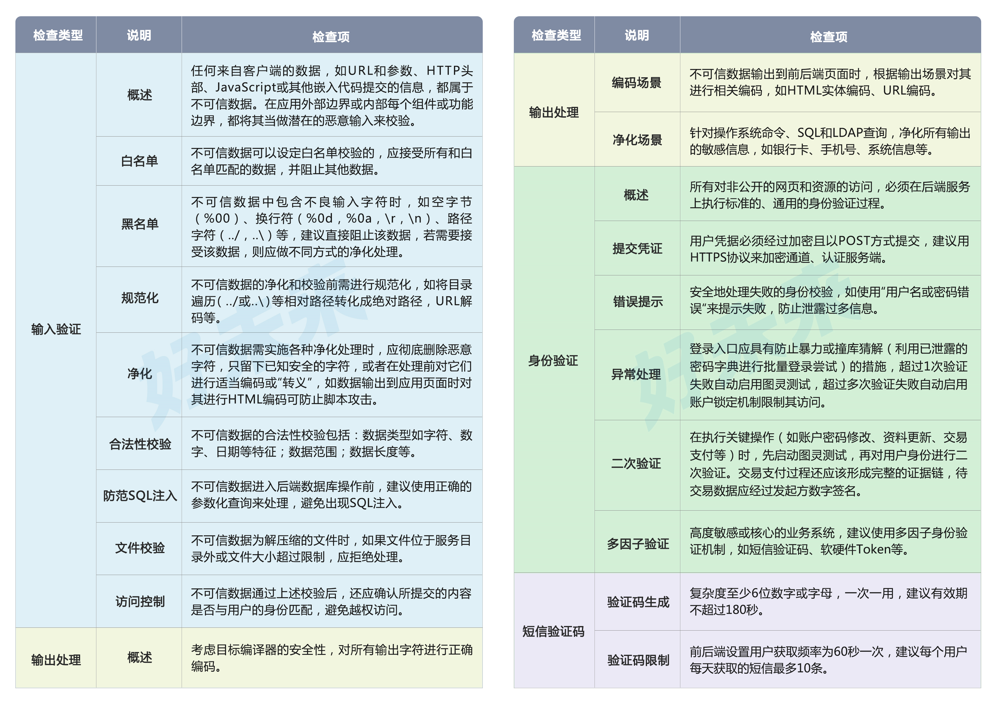 检查类型
说明
检查项
输入验证
概述
任何来自客户端的数据，如URL和参数、HTTP头
部、JavaScript或其他嵌入代码提交的信息，都属于
不可信数据。在应用外部边界或内部每个组件或功能
边界，都将其当做潜在的恶意输入来校验。
白名单
不可信数据可以设定白名单校验的，应接受所有和白
名单匹配的数据，并阻止其他数据。
黑名单
不可信数据中包含不良输入字符时，如空字节
（%00）、换行符（%0d，%0a，\r，\n）、路径
字符（../，..\）等，建议直接阻止该数据，若需要接
受该数据，则应做不同方式的净化处理。
规范化
不可信数据的净化和校验前需进行规范化，如将目录
遍历(../或..\)等相对路径转化成绝对路径，URL解
码等。
净化
不可信数据需实施各种净化处理时，应彻底删除恶意
字符，只留下已知安全的字符，或者在处理前对它们
进行适当编码或“转义”，如数据输出到应用页面时对
其进行HTML编码可防止脚本攻击。
合法性校验
不可信数据的合法性校验包括：数据类型如字符、数
字、日期等特征；数据范围；数据长度等。
防范SQL注入
不可信数据进入后端数据库操作前，建议使用正确的
参数化查询来处理，避免出现SQL注入。
文件校验
不可信数据为解压缩的文件时，如果文件位于服务目
录外或文件大小超过限制，应拒绝处理。
访问控制
不可信数据通过上述校验后，还应确认所提交的内容
是否与用户的身份匹配，避免越权访问。
输出处理
概述
考虑目标编译器的安全性，对所有输出字符进行正确
编码。
好未来
检查类型
说明
检查项
输出处理
编码场景
不可信数据输出到前后端页面时，根据输出场景对其
进行相关编码，如HTML实体编码、URL编码。
净化场景
针对操作系统命令、SQL和LDAP查询，净化所有输出
的敏感信息，如银行卡、手机号、系统信息等。
身份验证
概述
所有对非公开的网页和资源的访问，必须在后端服务
上执行标准的、通用的身份验证过程。
提交凭证
用户凭据必须经过加密且以POST方式提交，建议用
HTTPS协议来加密通道、认证服务端。
错误提示
安全地处理失败的身份校验，如使用“用户名或密码错
误“来提示失败，防止泄露过多信息。
异常处理
登录入口应具有防止暴力或撞库猜解（利用已泄露的
密码字典进行批量登录尝试）的措施，超过1次验证
失败自动启用图灵测试，超过多次验证失败自动启用
账户锁定机制限制其访问。
二次验证
在执行关键操作（如账户密码修改、资料更新、交易
支付等）时，先启动图灵测试，再对用户身份进行二
次验证。交易支付过程还应该形成完整的证据链，待
交易数据应经过发起方数字签名。
多因子验证
高度敏感或核心的业务系统，建议使用多因子身份验
证机制，如短信验证码、软硬件Token等。
短信验证码
验证码生成
复杂度至少6位数字或字母，一次一用，建议有效期
不超过180秒。
验证码限制
前后端设置用户获取频率为60秒一次，建议每个用户
每天获取的短信最多10条。
好未来